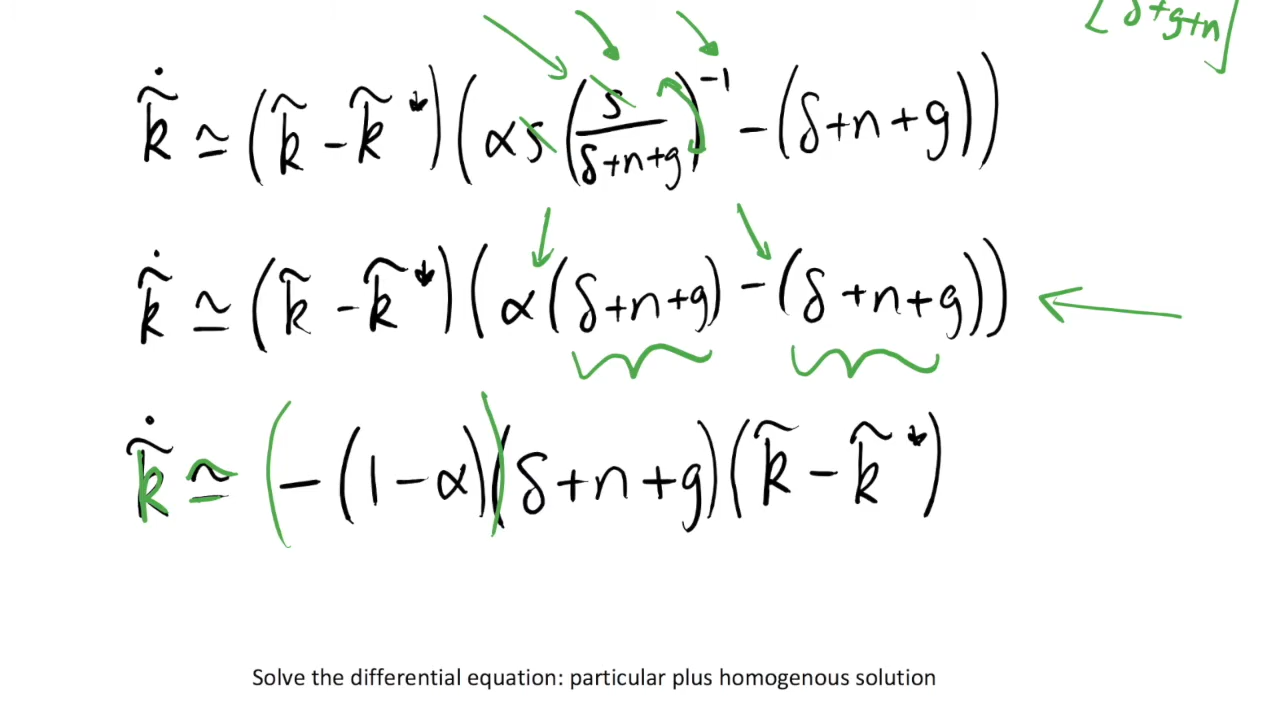 [δ+g+n]
k̃̇ ≃ (k̃ − k̃*)(αs(s/(δ+n+g))⁻¹ − (δ+n+g))
k̃̇ ≃ (k̃ − k̃*)(α(δ+n+g) − (δ+n+g))
k̃̇ ≃ (−(1−α)(δ+n+g)(k̃ − k̃*)
Solve the differential equation: particular plus homogenous solution